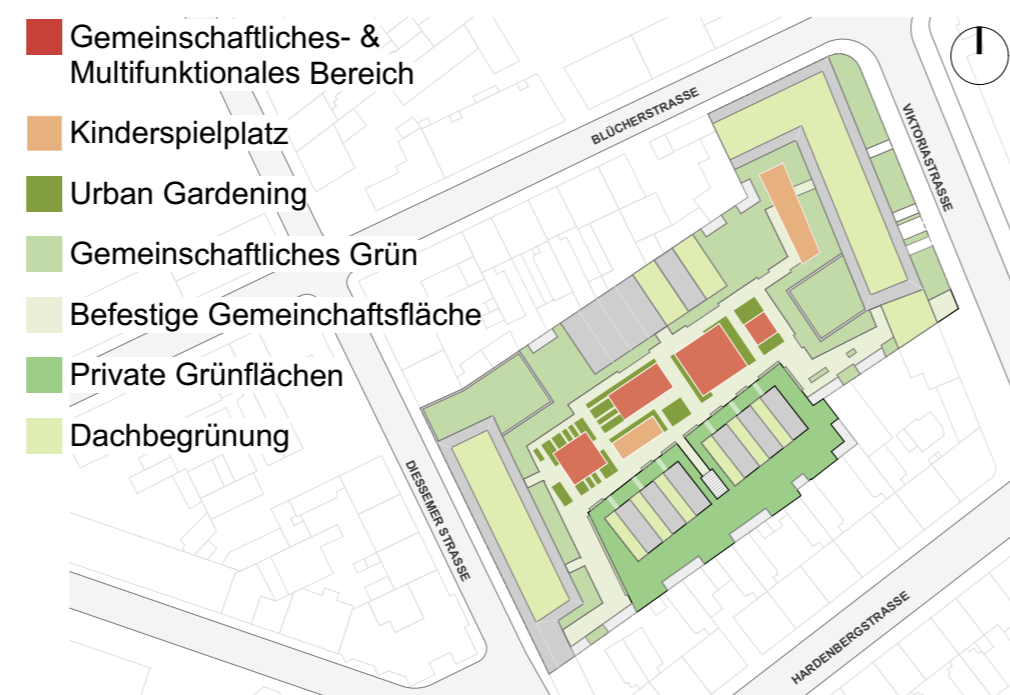 Gemeinschaftliches- &
Multifunktionales Bereich
Kinderspielplatz
Urban Gardening
Gemeinschaftliches Grün
Befestige Gemeinchaftsfläche
Private Grünflächen
Dachbegrünung
BLÜCHERSTRASSE
VIKTORIASTRASSE
DIESSEMER STRASSE
HARDENBERGSTRASSE